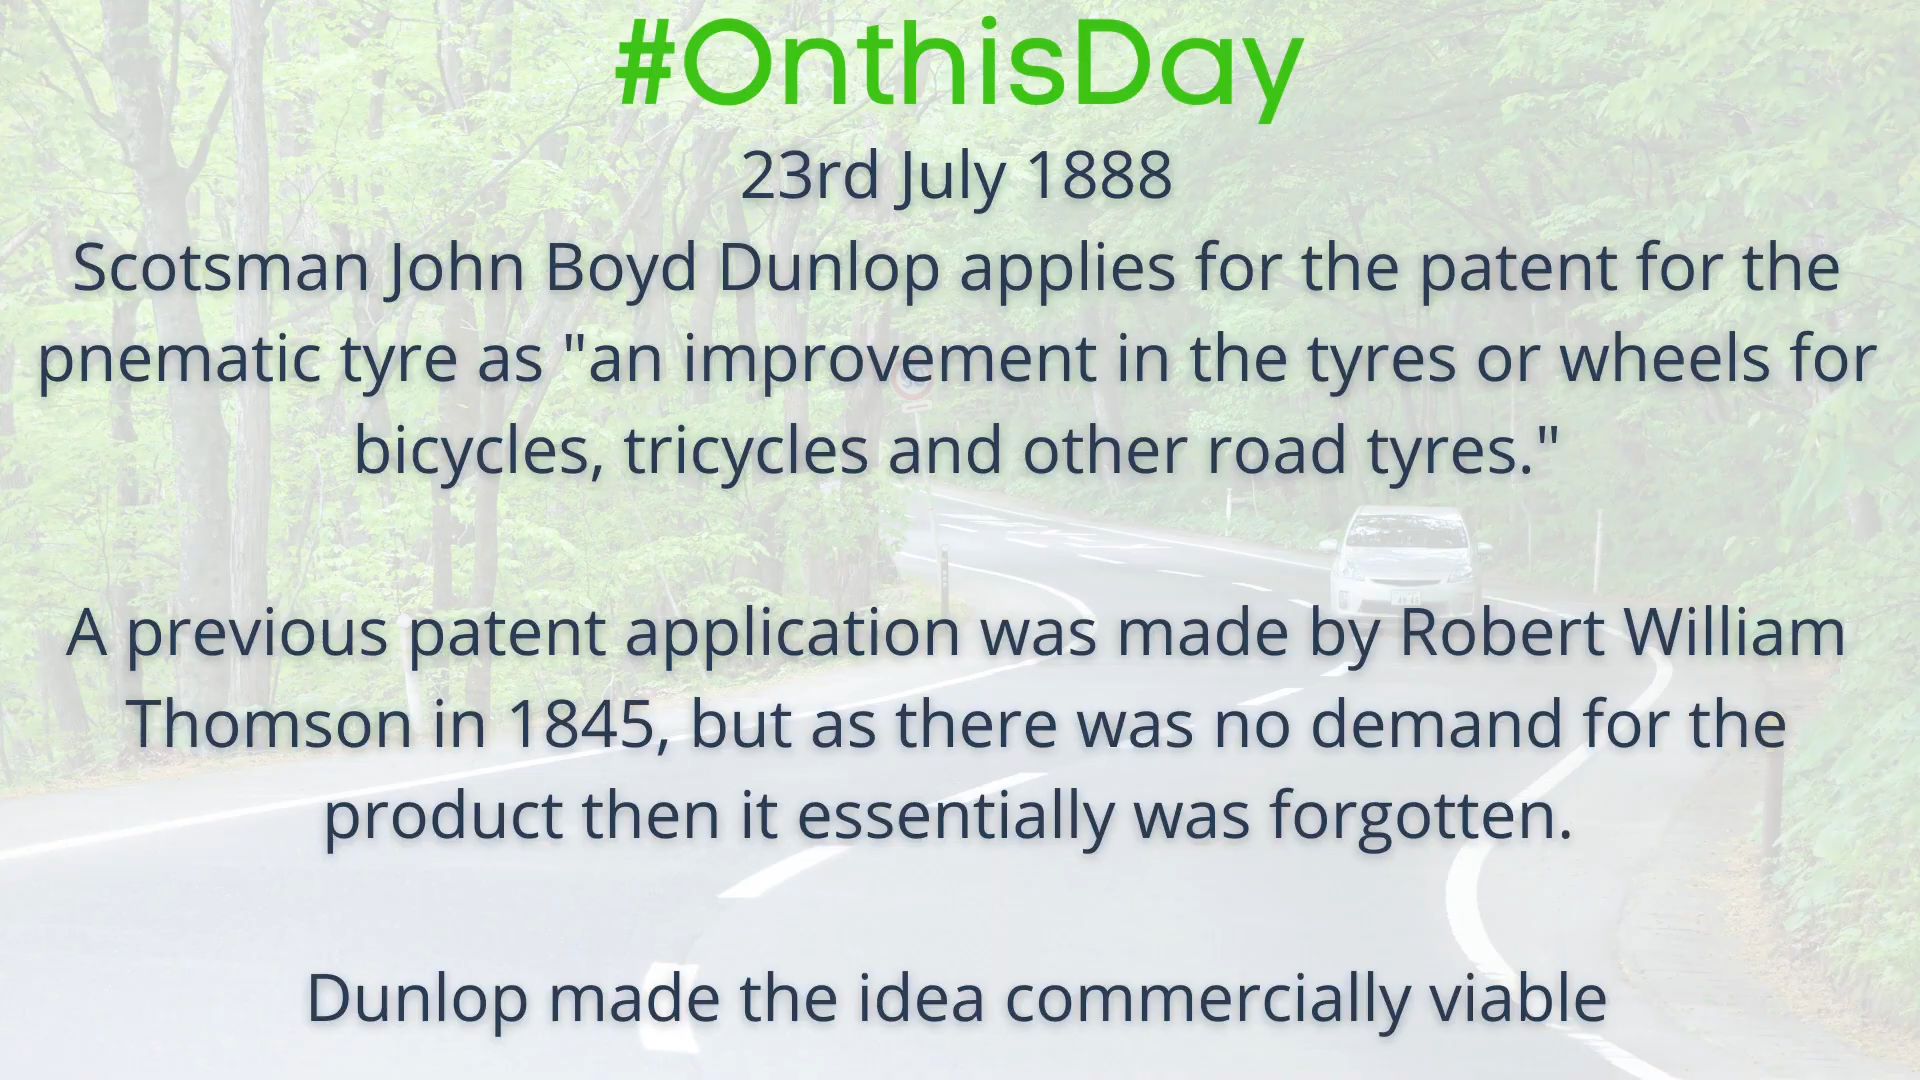 #OnthisDay
23rd July 1888
Scotsman John Boyd Dunlop applies for the patent for the
pnematic tyre as "an improvement in the tyres or wheels for
bicycles, tricycles and other road tyres."
A previous patent application was made by Robert William
Thomson in 1845, but as there was no demand for the
product then it essentially was forgotten.
Dunlop made the idea commercially viable